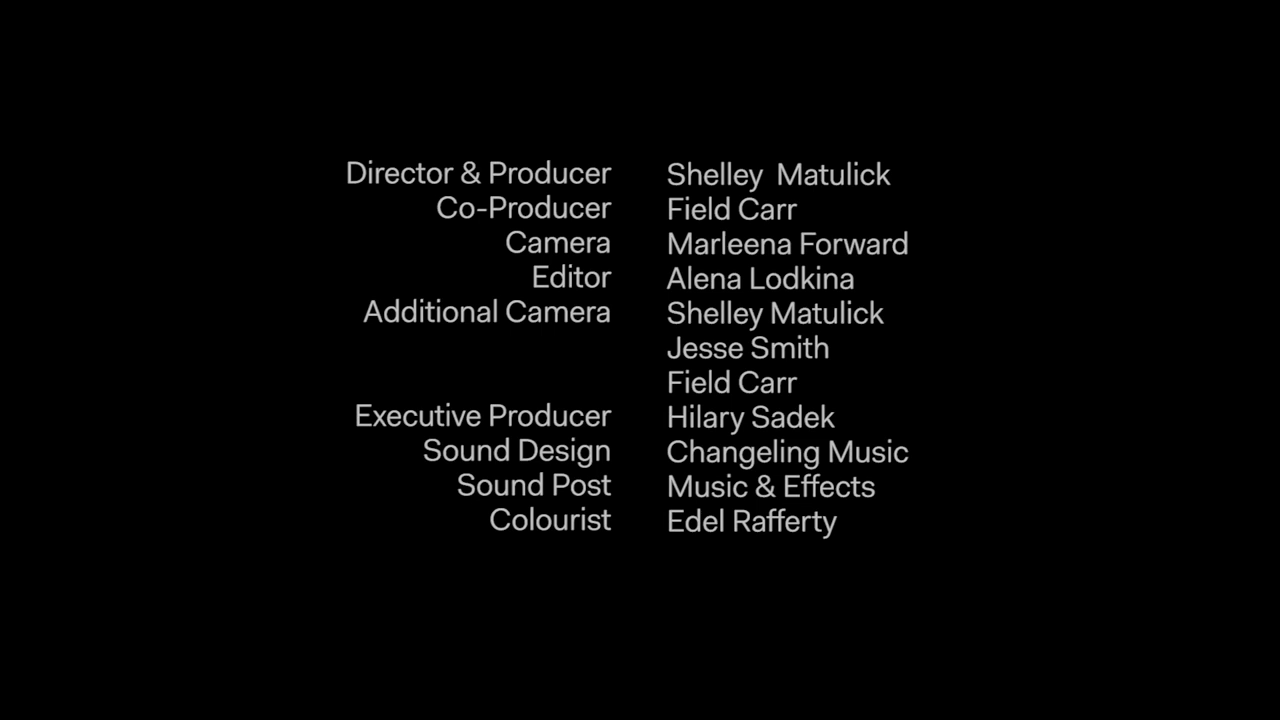 Director & Producer Shelley  Matulick
Co-Producer Field Carr
Camera Marleena Forward
Editor Alena Lodkina
Additional Camera Shelley Matulick
Jesse Smith
Field Carr
Executive Producer Hilary Sadek
Sound Design Changeling Music
Sound Post Music & Effects
Colourist Edel Rafferty